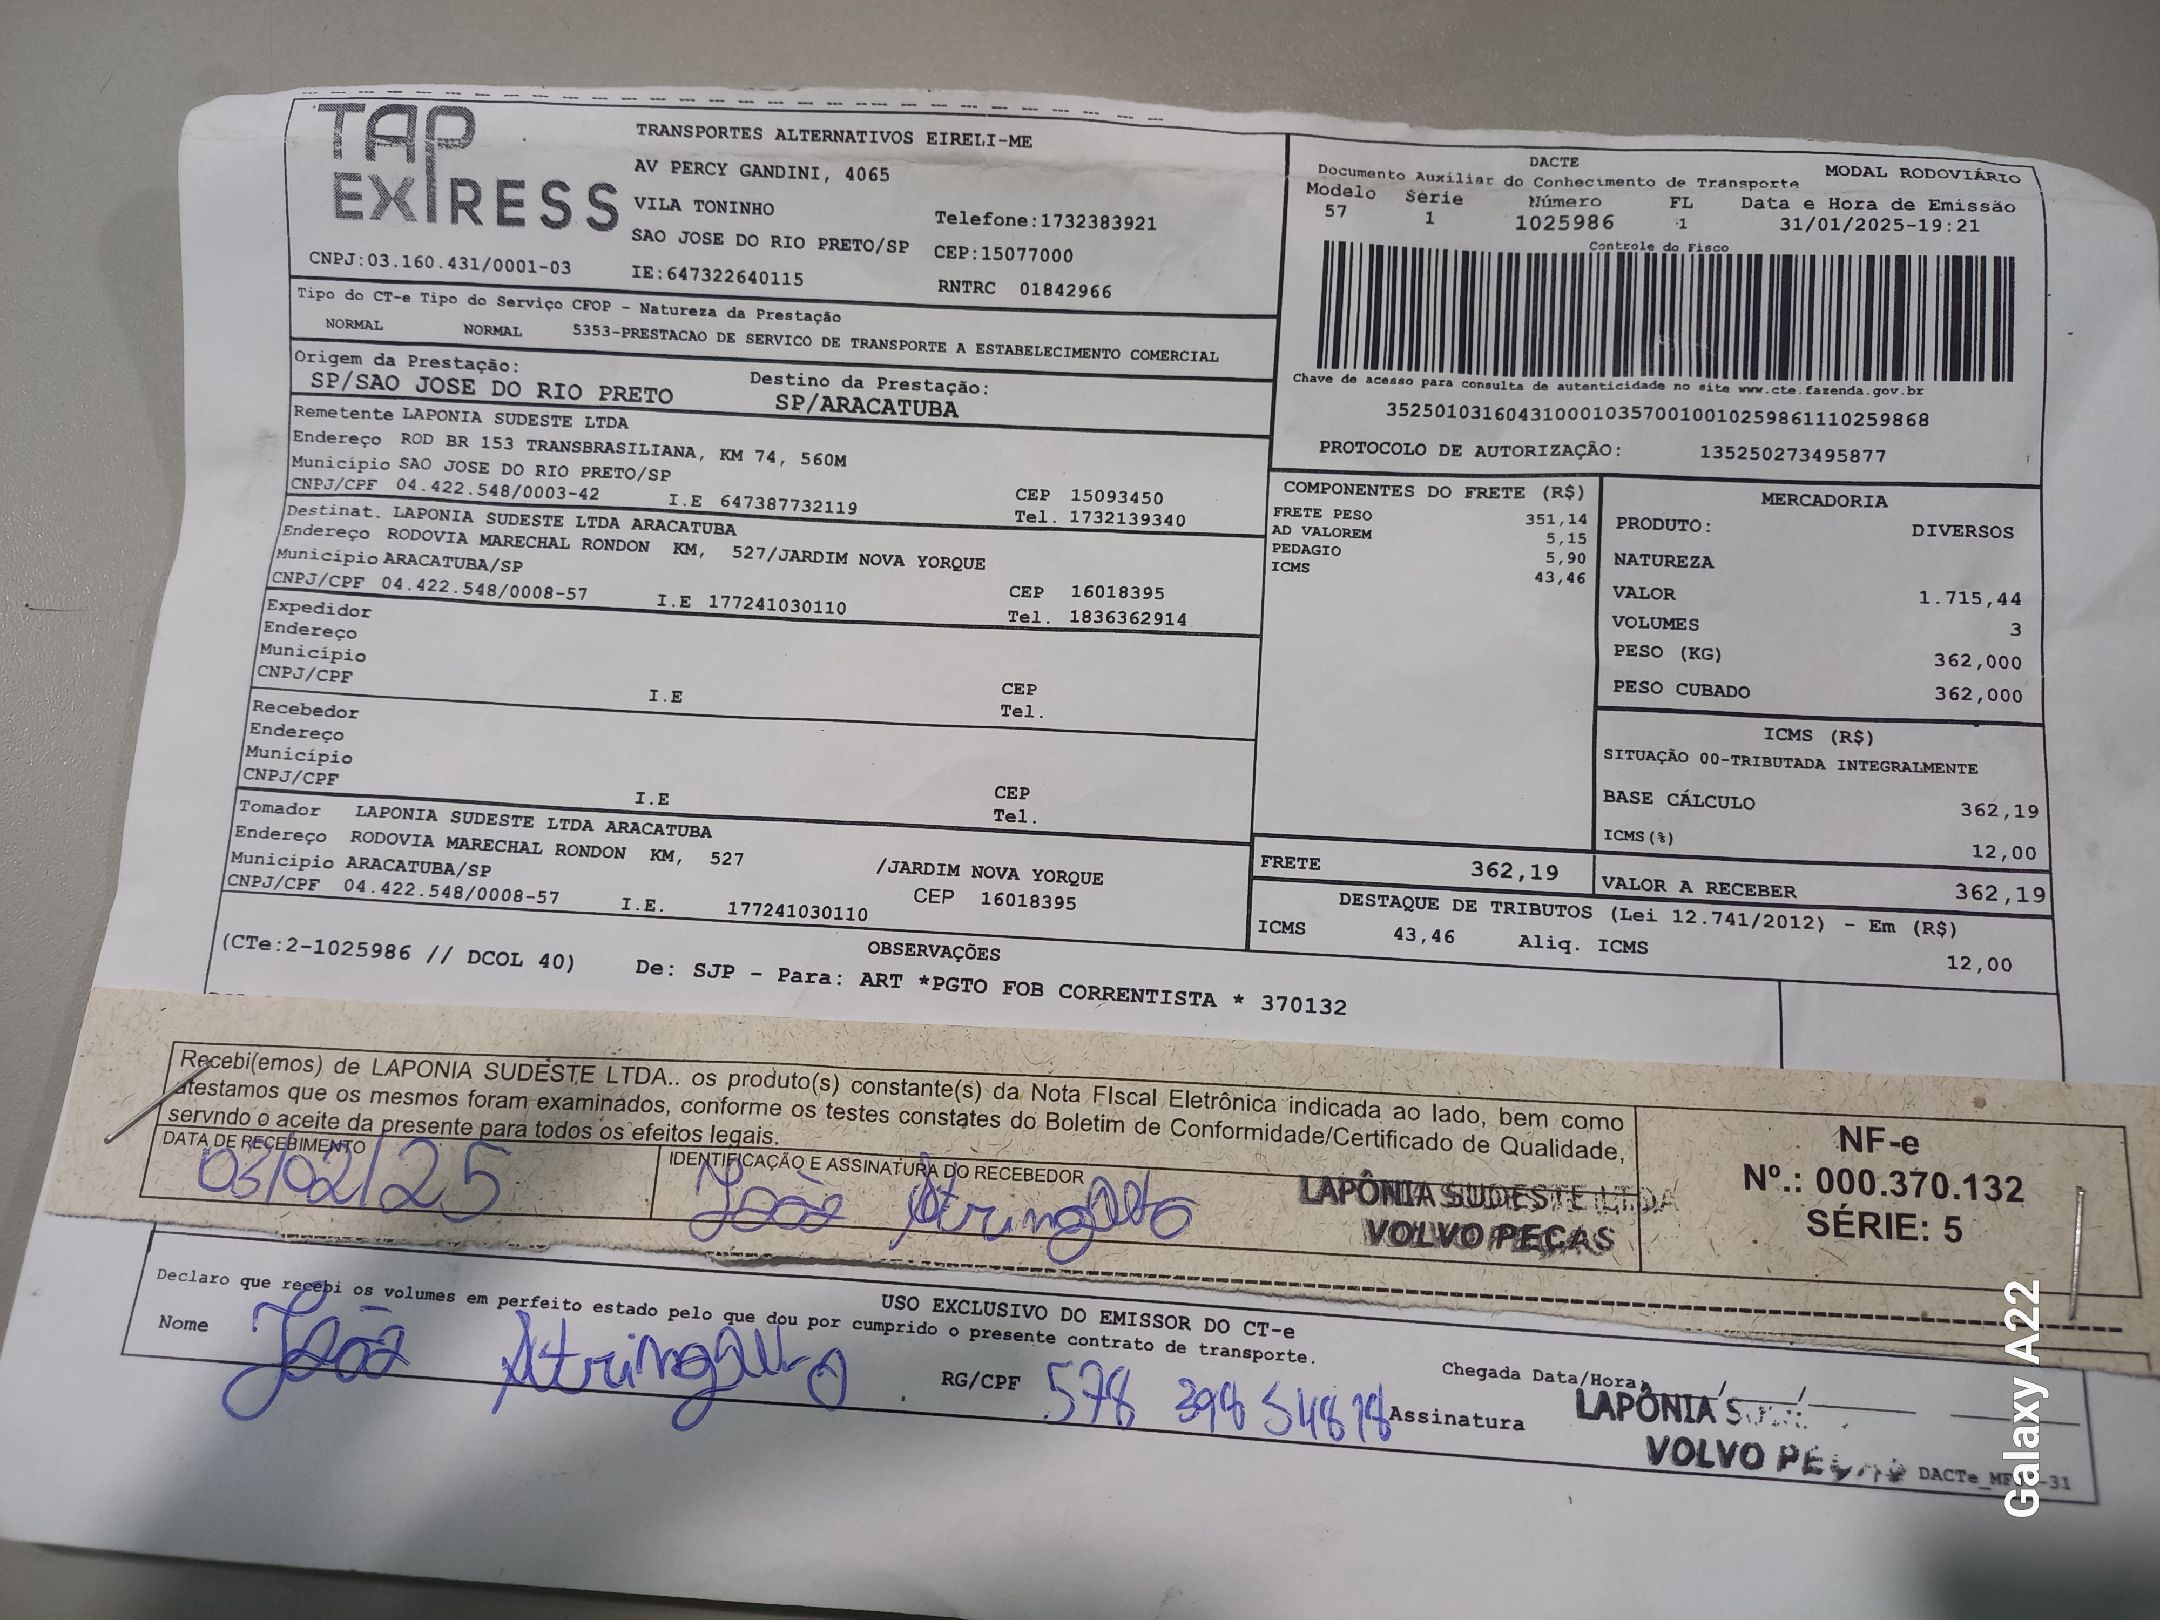 TAP EXPRESS
TRANSPORTES ALTERNATIVOS EIRELI-ME
AV PERCY GANDINI, 4065
VILA TONINHO
Telefone:1732383921
SAO JOSE DO RIO PRETO/SP CEP:15077000
CNPJ:03.160.431/0001-03 IE:647322640115 RNTRC 01842966
DACTE MODAL RODOVIÁRIO
Documento Auxiliar do Conhecimento de Transporte
Modelo Série Número FL Data e Hora de Emissão
57 1 1025986 1 31/01/2025-19:21
Controle do Fisco
Chave de acesso para consulta de autenticidade no site www.cte.fazenda.gov.br
35250103160431000103570010010259861110259868
PROTOCOLO DE AUTORIZAÇÃO: 135250273495877
Tipo do CT-e Tipo do Serviço CFOP - Natureza da Prestação
NORMAL NORMAL 5353-PRESTACAO DE SERVICO DE TRANSPORTE A ESTABELECIMENTO COMERCIAL
Origem da Prestação: Destino da Prestação:
SP/SAO JOSE DO RIO PRETO SP/ARACATUBA
Remetente LAPONIA SUDESTE LTDA
Endereço ROD BR 153 TRANSBRASILIANA, KM 74, 560M
Município SAO JOSE DO RIO PRETO/SP CEP 15093450
CNPJ/CPF 04.422.548/0003-42 I.E 647387732119 Tel. 1732139340
Destinat. LAPONIA SUDESTE LTDA ARACATUBA
Endereço RODOVIA MARECHAL RONDON KM, 527/JARDIM NOVA YORQUE
Município ARACATUBA/SP CEP 16018395
CNPJ/CPF 04.422.548/0008-57 I.E 177241030110 Tel. 1836362914
Expedidor
Endereço
Município CEP
CNPJ/CPF I.E Tel.
Recebedor
Endereço
Município CEP
CNPJ/CPF I.E Tel.
Tomador LAPONIA SUDESTE LTDA ARACATUBA
Endereço RODOVIA MARECHAL RONDON KM, 527 /JARDIM NOVA YORQUE
Município ARACATUBA/SP CEP 16018395
CNPJ/CPF 04.422.548/0008-57 I.E. 177241030110
COMPONENTES DO FRETE (R$)
FRETE PESO 351,14
AD VALOREM 5,15
PEDAGIO 5,90
ICMS 43,46
MERCADORIA
PRODUTO: DIVERSOS
NATUREZA
VALOR 1.715,44
VOLUMES 3
PESO (KG) 362,000
PESO CUBADO 362,000
ICMS (R$)
SITUAÇÃO 00-TRIBUTADA INTEGRALMENTE
BASE CÁLCULO 362,19
ICMS(%) 12,00
FRETE 362,19 VALOR A RECEBER 362,19
DESTAQUE DE TRIBUTOS (Lei 12.741/2012) - Em (R$)
ICMS 43,46 Aliq. ICMS 12,00
OBSERVAÇÕES
(CTe:2-1025986 // DCOL 40) De: SJP - Para: ART *PGTO FOB CORRENTISTA * 370132
Recebi(emos) de LAPONIA SUDESTE LTDA.. os produto(s) constante(s) da Nota FIscal Eletrônica indicada ao lado, bem como
atestamos que os mesmos foram examinados, conforme os testes constates do Boletim de Conformidade/Certificado de Qualidade,
servndo o aceite da presente para todos os efeitos legais.
DATA DE RECEBIMENTO IDENTIFICAÇÃO E ASSINATURA DO RECEBEDOR
03/02/25 João Stringatto
LAPÔNIA SUDESTE LTDA
VOLVO PEÇAS
NF-e
Nº.: 000.370.132
SÉRIE: 5
USO EXCLUSIVO DO EMISSOR DO CT-e
Declaro que recebi os volumes em perfeito estado pelo que dou por cumprido o presente contrato de transporte.
Nome João RG/CPF 578 398 54818 Assinatura
Chegada Data/Hora, / /
LAPÔNIA
VOLVO PEÇAS
Galaxy A22